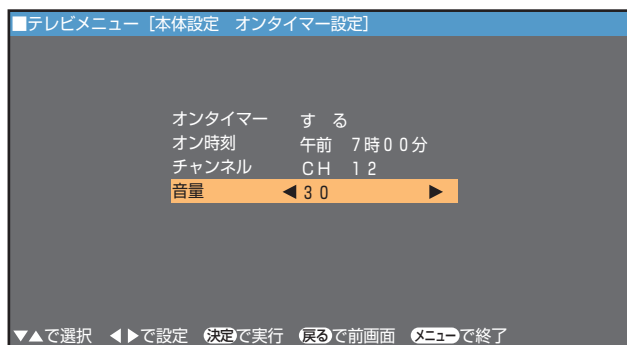 ■テレビメニュー [本体設定　オンタイマー設定]
オンタイマー　す る
オン時刻　午前　7時00分
チャンネル　CH　12
音量　◀30　▶
▼▲で選択　◀▶で設定　決定で実行　戻るで前画面　メニューで終了